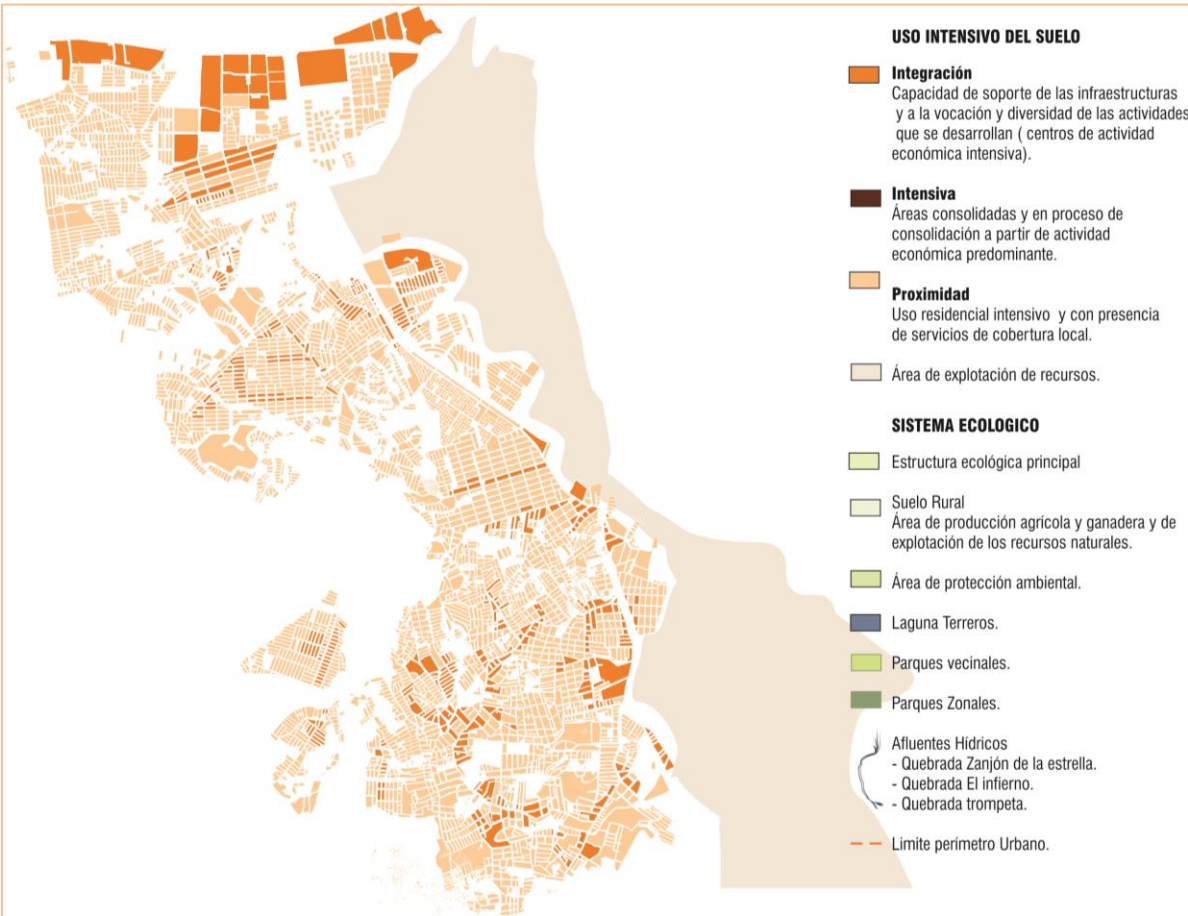 USO INTENSIVO DEL SUELO
Integración
Capacidad de soporte de las infraestructuras
y a la vocación y diversidad de las actividades
que se desarrollan ( centros de actividad
económica intensiva).
Intensiva
Áreas consolidadas y en proceso de
consolidación a partir de actividad
económica predominante.
Proximidad
Uso residencial intensivo y con presencia
de servicios de cobertura local.
Área de explotación de recursos.
SISTEMA ECOLOGICO
Estructura ecológica principal
Suelo Rural
Área de producción agrícola y ganadera y de
explotación de los recursos naturales.
Área de protección ambiental.
Laguna Terreros.
Parques vecinales.
Parques Zonales.
Afluentes Hídricos
- Quebrada Zanjón de la estrella.
- Quebrada El infierno.
- Quebrada trompeta.
Limite perímetro Urbano.